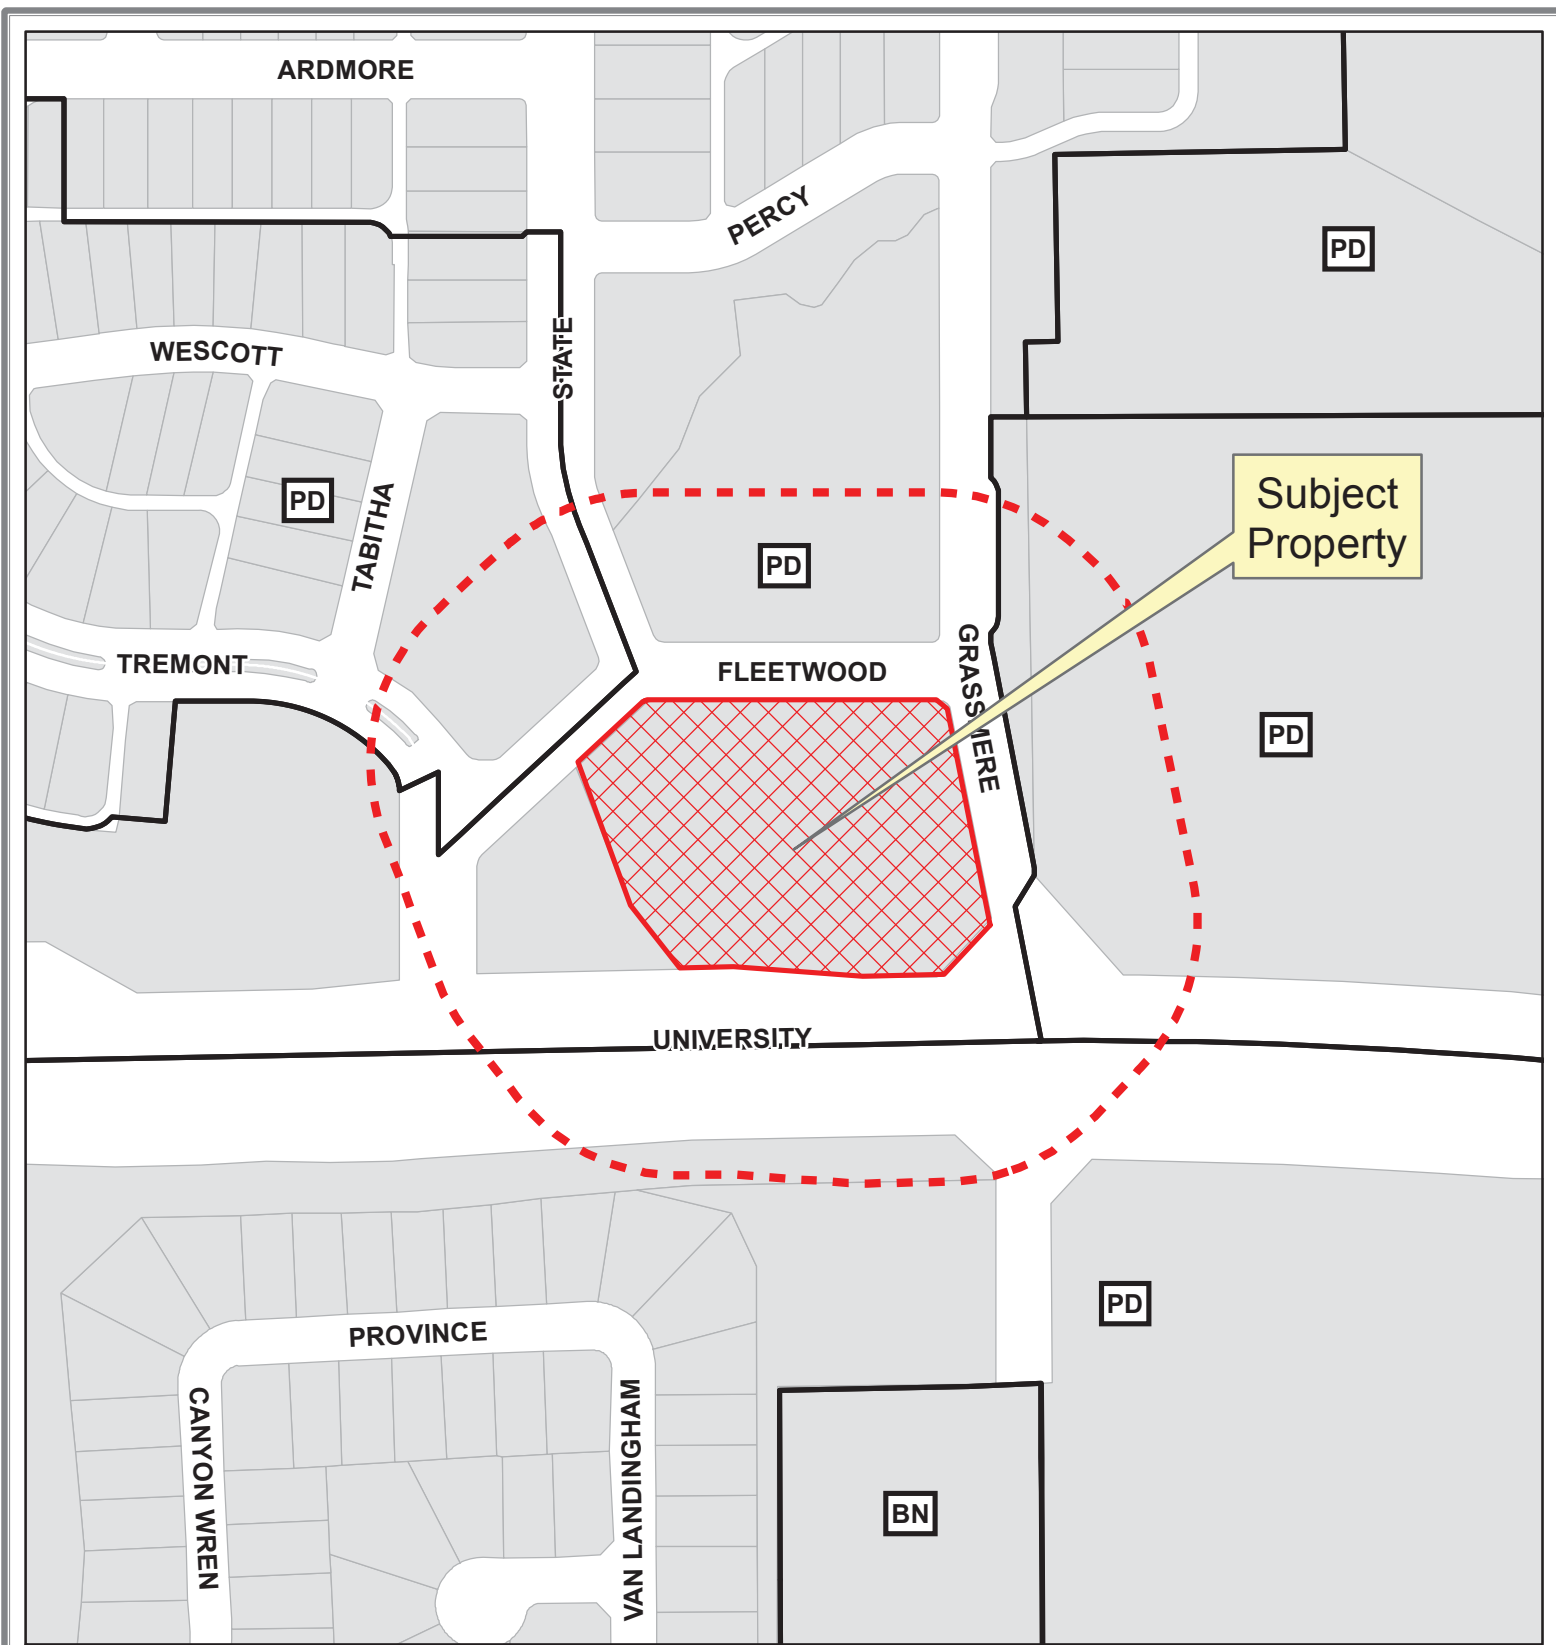 ARDMORE
PERCY
PD
STATE
WESCOTT
PD
TABITHA
Subject
Property
PD
TREMONT
FLEETWOOD
GRASSMERE
PD
UNIVERSITY
PROVINCE
PD
CANYON WREN
VAN LANDINGHAM
BN